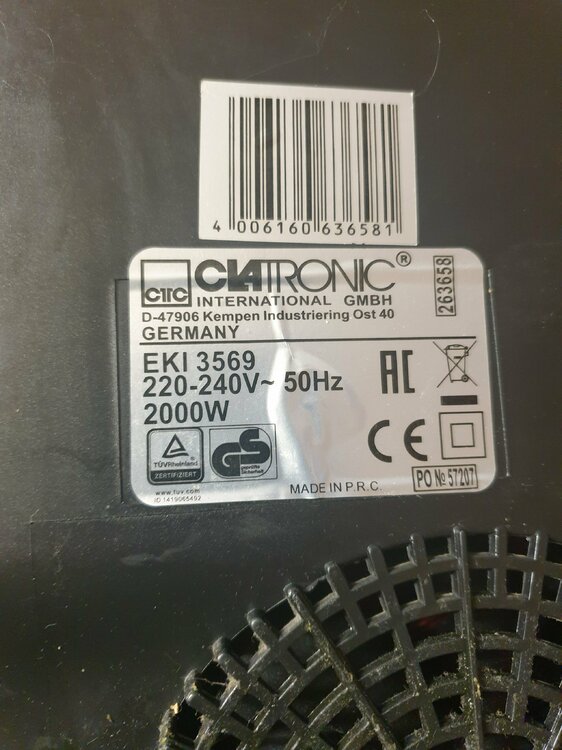 4 006160 636581
CTC
CLATRONIC®
INTERNATIONAL GMBH
D-47906 Kempen Industriering Ost 40
GERMANY
263658
EKI 3569
220-240V~ 50Hz
2000W
EAC
CE
TÜVRheinland
ZERTIFIZIERT
GS
geprüfte
Sicherheit
www.tuv.com
ID 1419065492
MADE IN P.R.C.
PO № 57207